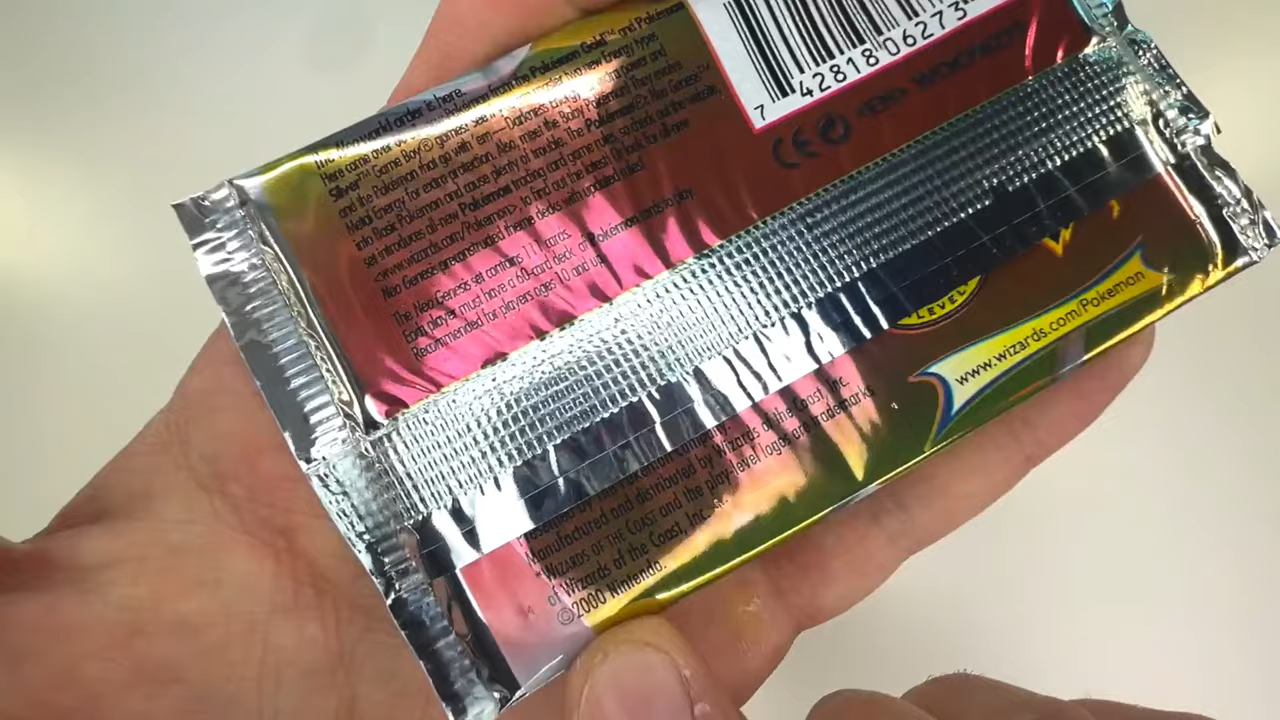 The Neo world order is here.
Here come over Pokémon from the Pokémon Gold™ and Pokémon
Silver™ Game Boy® games! See master two new Energy types
and the Pokémon that go with 'em—Darkness Energy extra power and
Metal Energy for extra protection. Also, meet the Baby Pokémon! They evolve
into Basic Pokémon and cause plenty of trouble. The Pokémon®: Neo Genesis™
set introduces all-new Pokémon trading card game rules, so check out the website,
<www.wizards.com/Pokemon>, to find out the latest! Or look for all-new
Neo Genesis preconstructed theme decks with updated rules!
The Neo Genesis set contains 111 cards.
Each player must have a 60-card deck of Pokémon cards to play.
Recommended for players ages 10 and up.
7 42818 06273
CE
LEVEL
www.wizards.com/Pokemon
Pokémon Company.
Manufactured and distributed by Wizards of the Coast, Inc.
WIZARDS OF THE COAST and the play-level logos are trademarks
of Wizards of the Coast, Inc.
©2000 Nintendo.